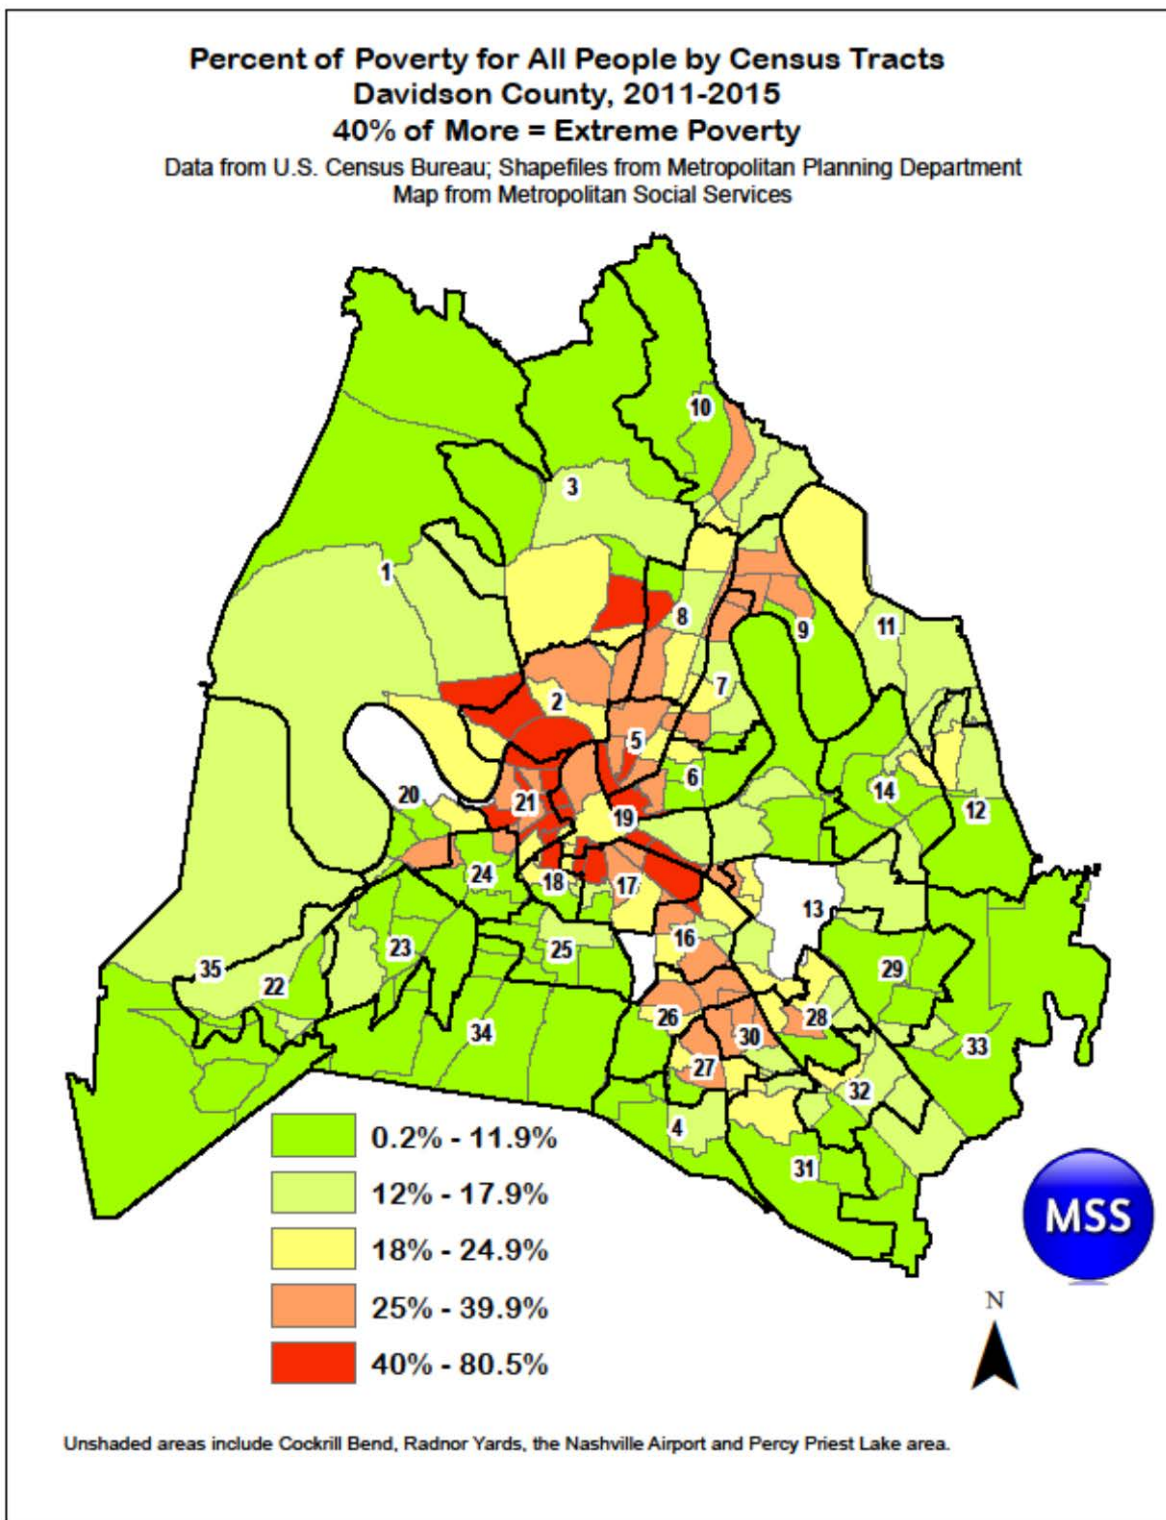 Percent of Poverty for All People by Census Tracts
Davidson County, 2011-2015
40% of More = Extreme Poverty
Data from U.S. Census Bureau; Shapefiles from Metropolitan Planning Department
Map from Metropolitan Social Services
10
3
1
8
9
11
7
2
5
6
20
21
19
14
12
24
18
17
13
16
23
25
35
22
29
34
26
28
30
33
27
32
4
31
0.2% - 11.9%
12% - 17.9%
18% - 24.9%
25% - 39.9%
40% - 80.5%
MSS
N
Unshaded areas include Cockrill Bend, Radnor Yards, the Nashville Airport and Percy Priest Lake area.